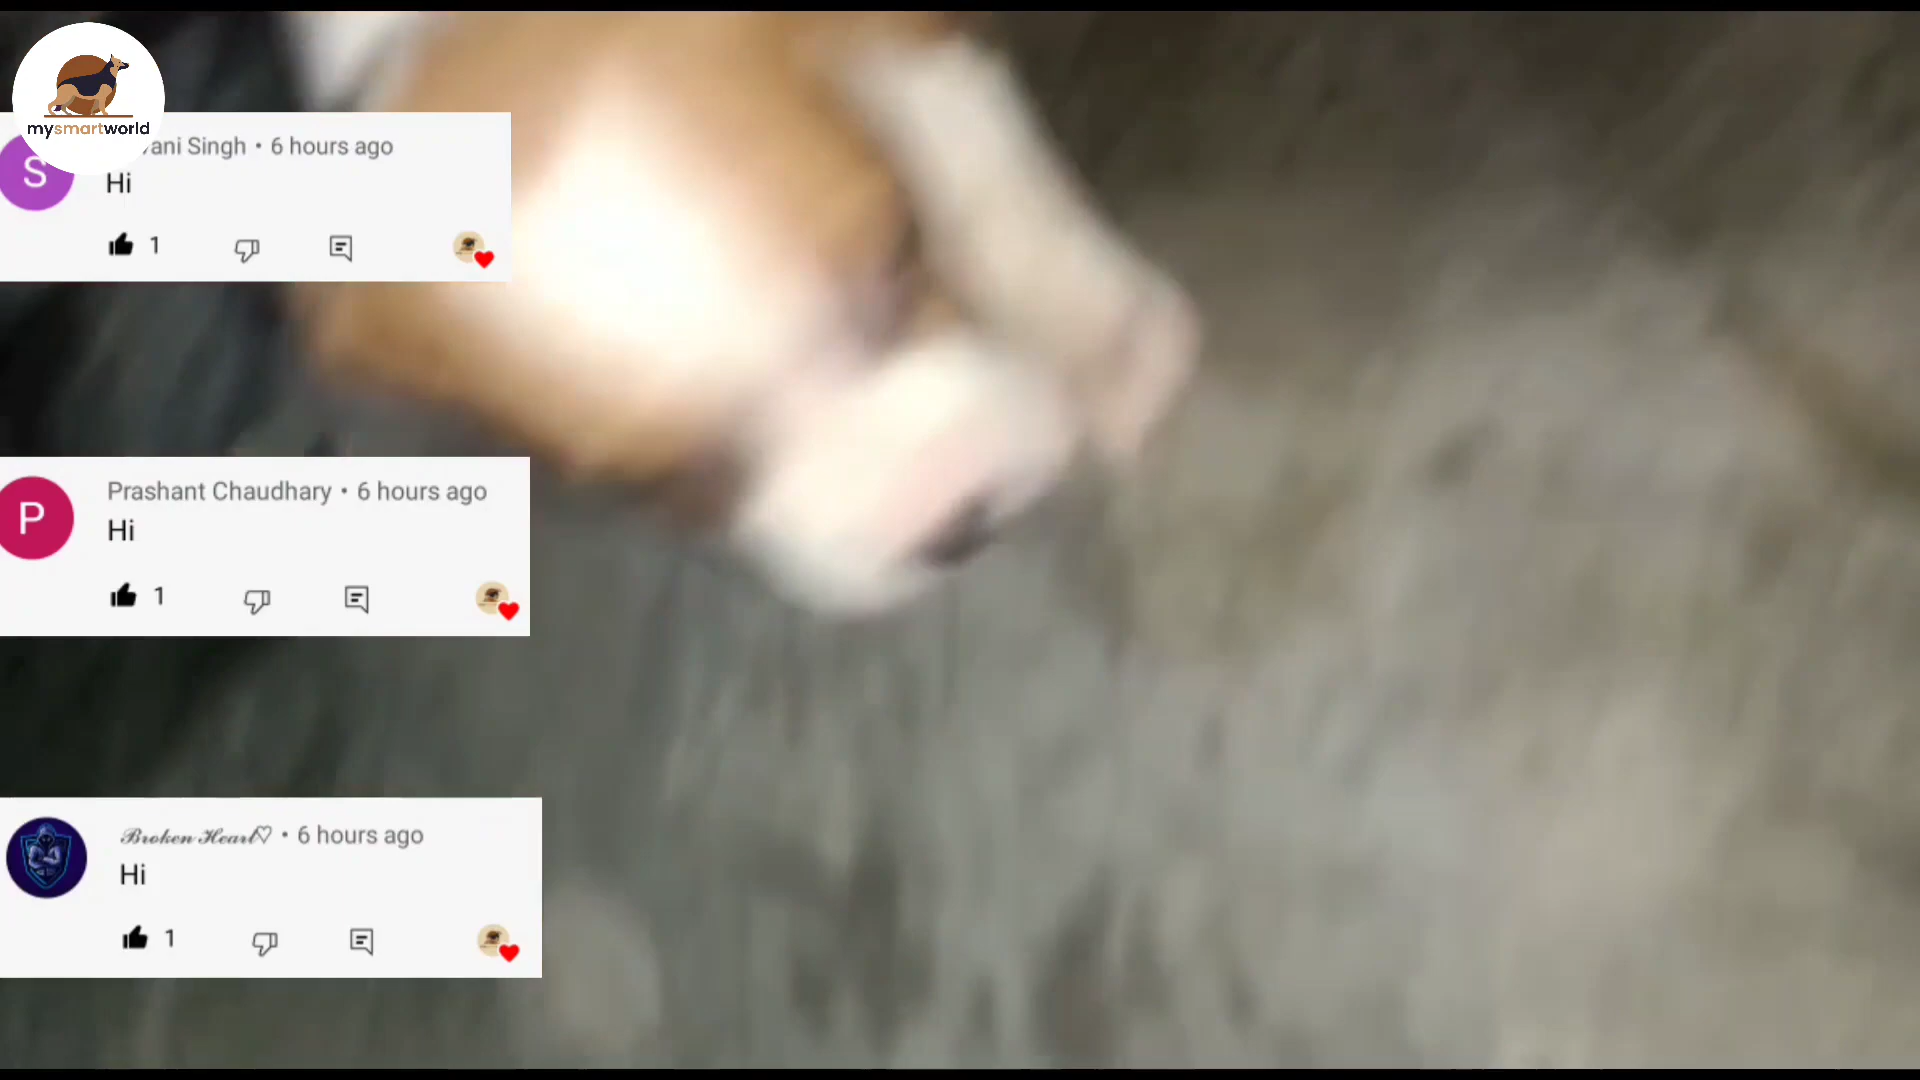 mysmartworld
Singh • 6 hours ago
S
Hi
1
Prashant Chaudhary • 6 hours ago
P
Hi
1
Broken Heart♡ • 6 hours ago
Hi
1